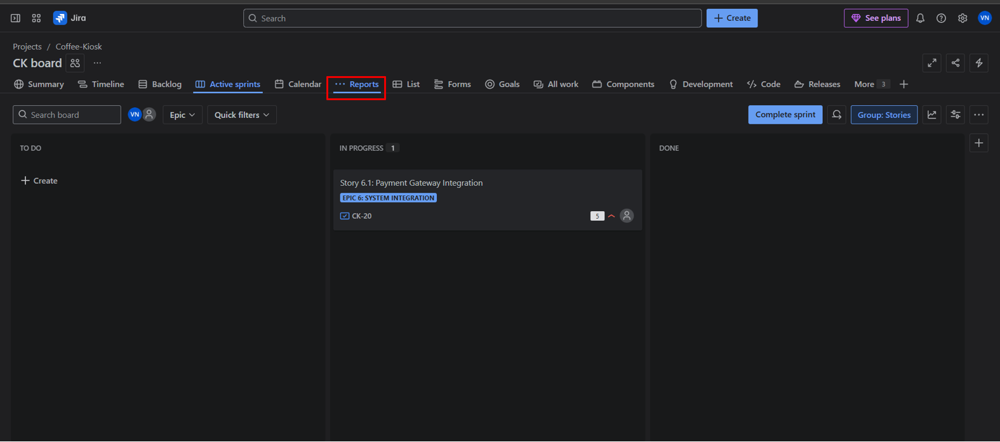 Jira
Search
Create
See plans
VN
Projects / Coffee-Kiosk
CK board
Summary
Timeline
Backlog
Active sprints
Calendar
Reports
List
Forms
Goals
All work
Components
Development
Code
Releases
More 3
Search board
VN
Epic
Quick filters
Complete sprint
Group: Stories
TO DO
Create
IN PROGRESS 1
Story 6.1: Payment Gateway Integration
EPIC 6: SYSTEM INTEGRATION
CK-20
5
DONE